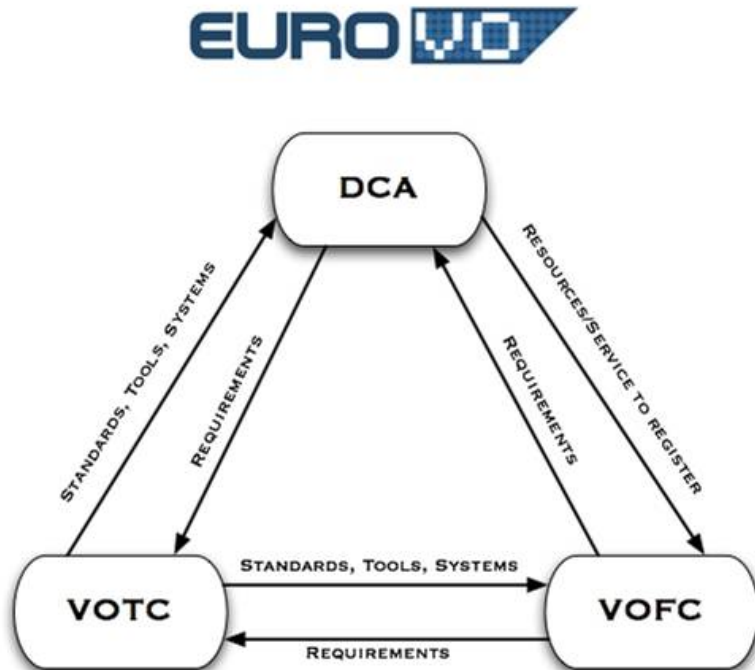 EURO VO
DCA
STANDARDS, TOOLS, SYSTEMS
REQUIREMENTS
REQUIREMENTS
RESOURCES/SERVICE TO REGISTER
VOTC
STANDARDS, TOOLS, SYSTEMS
VOFC
REQUIREMENTS